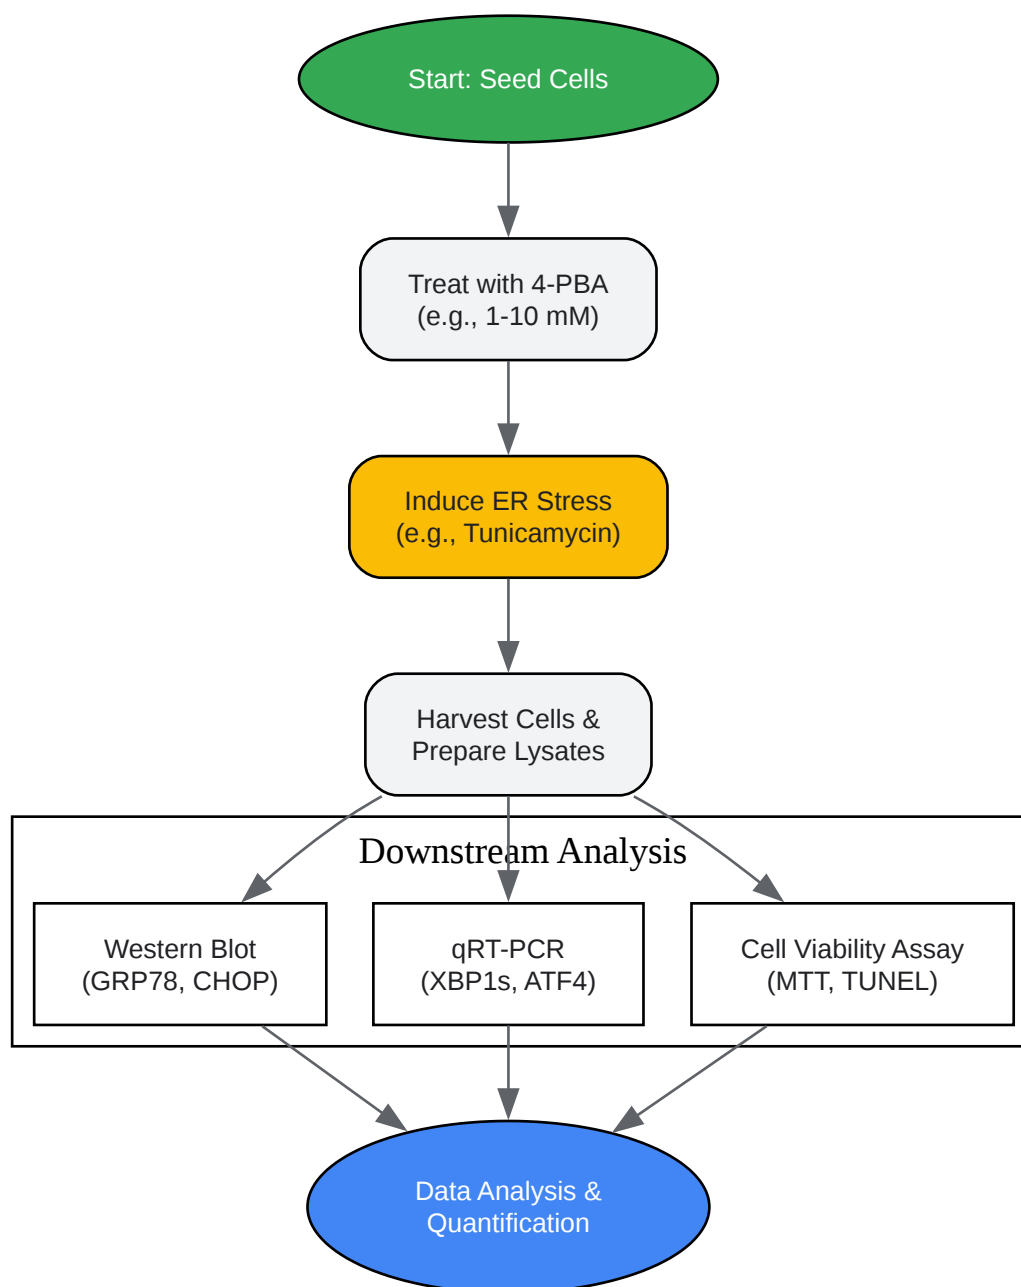 Start: Seed Cells
Treat with 4-PBA
(e.g., 1-10 mM)
Induce ER Stress
(e.g., Tunicamycin)
Harvest Cells &
Prepare Lysates
Downstream Analysis
Western Blot
(GRP78, CHOP)
qRT-PCR
(XBP1s, ATF4)
Cell Viability Assay
(MTT, TUNEL)
Data Analysis &
Quantification